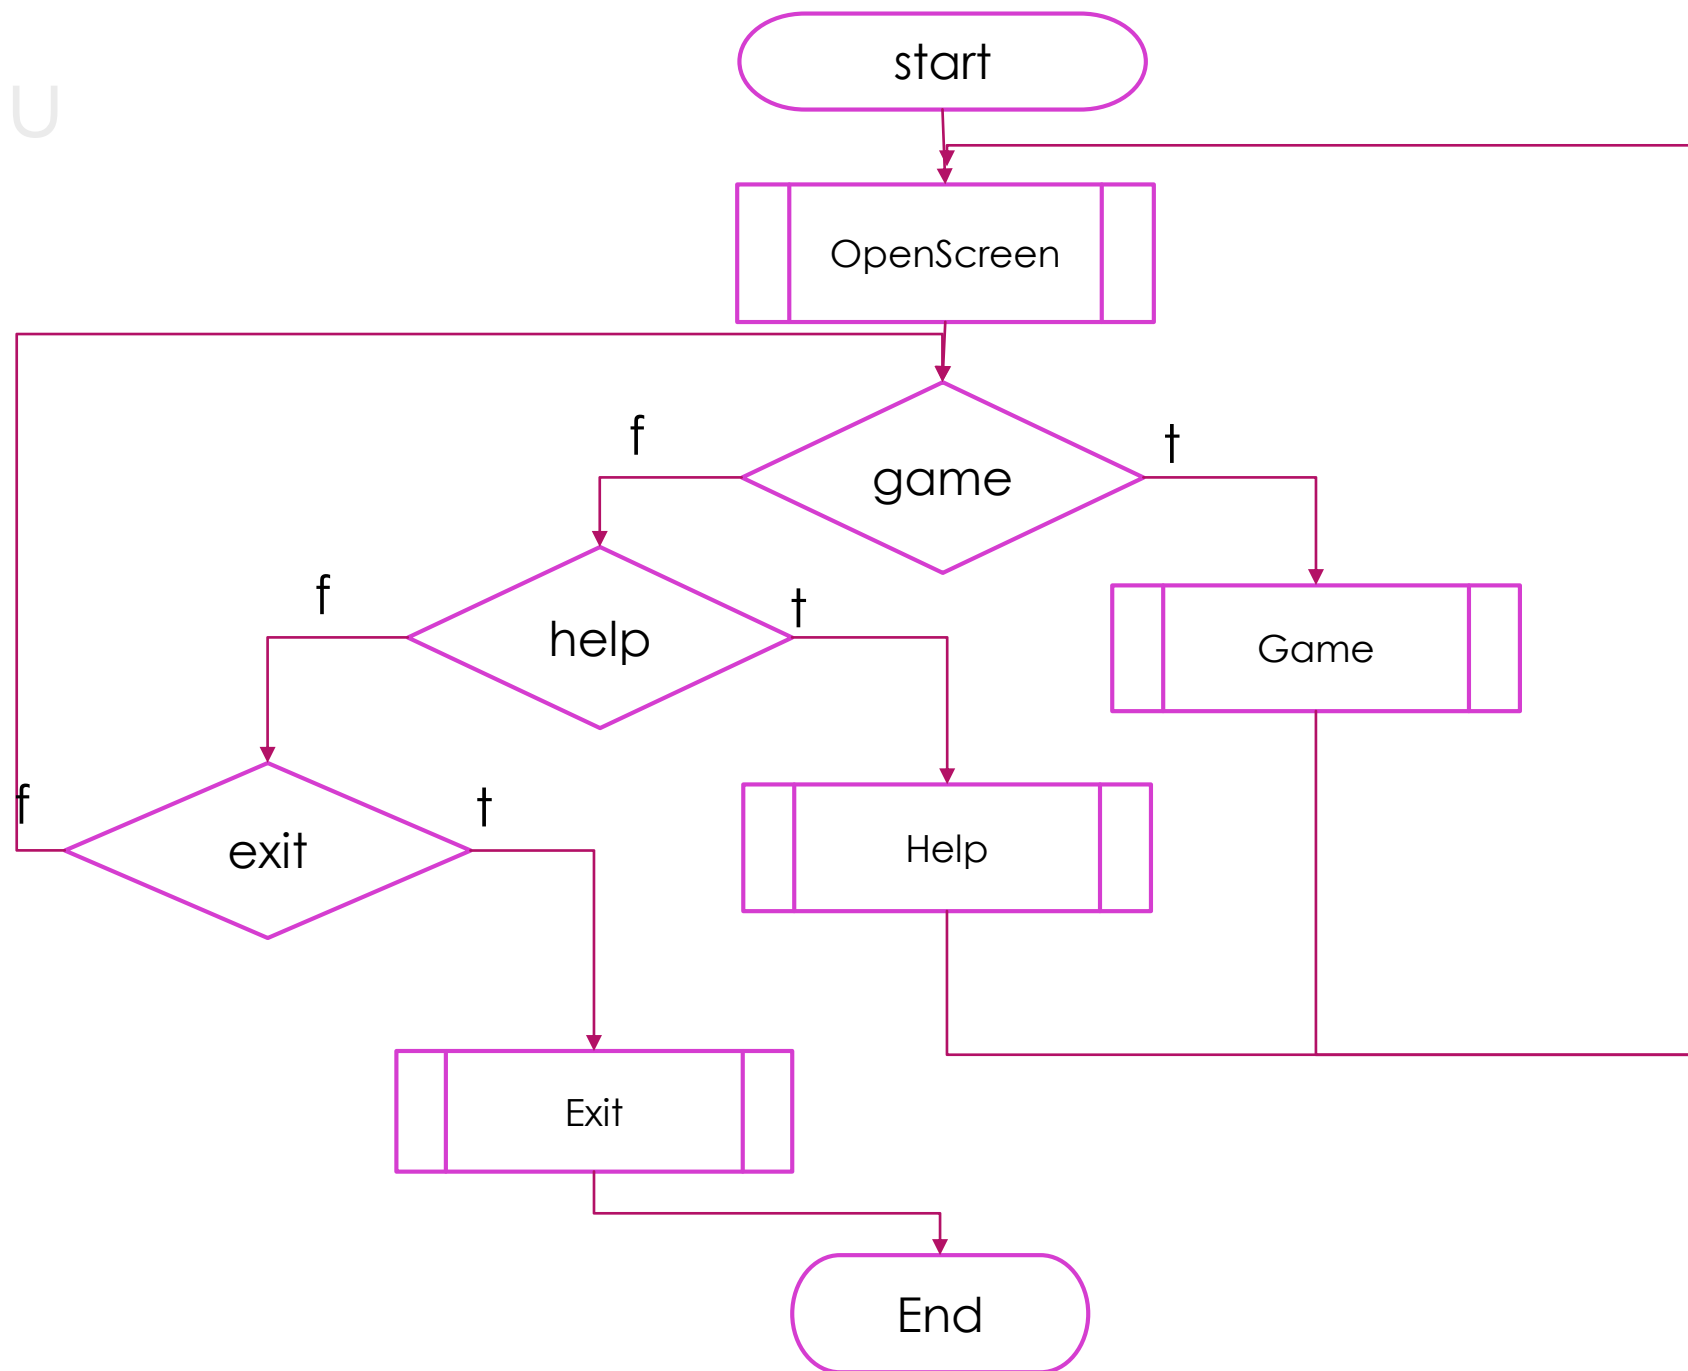 start
U
OpenScreen
f
t
game
f
t
help
Game
f
t
exit
Help
Exit
End